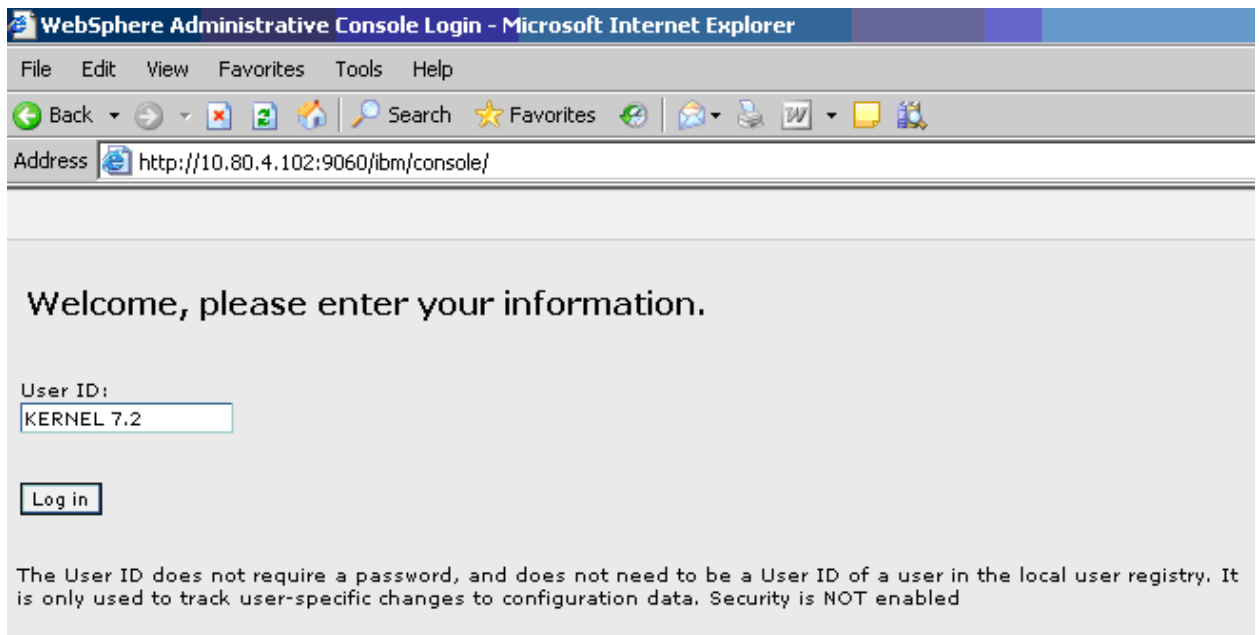 WebSphere Administrative Console Login - Microsoft Internet Explorer
File Edit View Favorites Tools Help
Back Search Favorites W
Address http://10.80.4.102:9060/ibm/console/
Welcome, please enter your information.
User ID:
KERNEL 7.2
Log in
The User ID does not require a password, and does not need to be a User ID of a user in the local user registry. It
is only used to track user-specific changes to configuration data. Security is NOT enabled